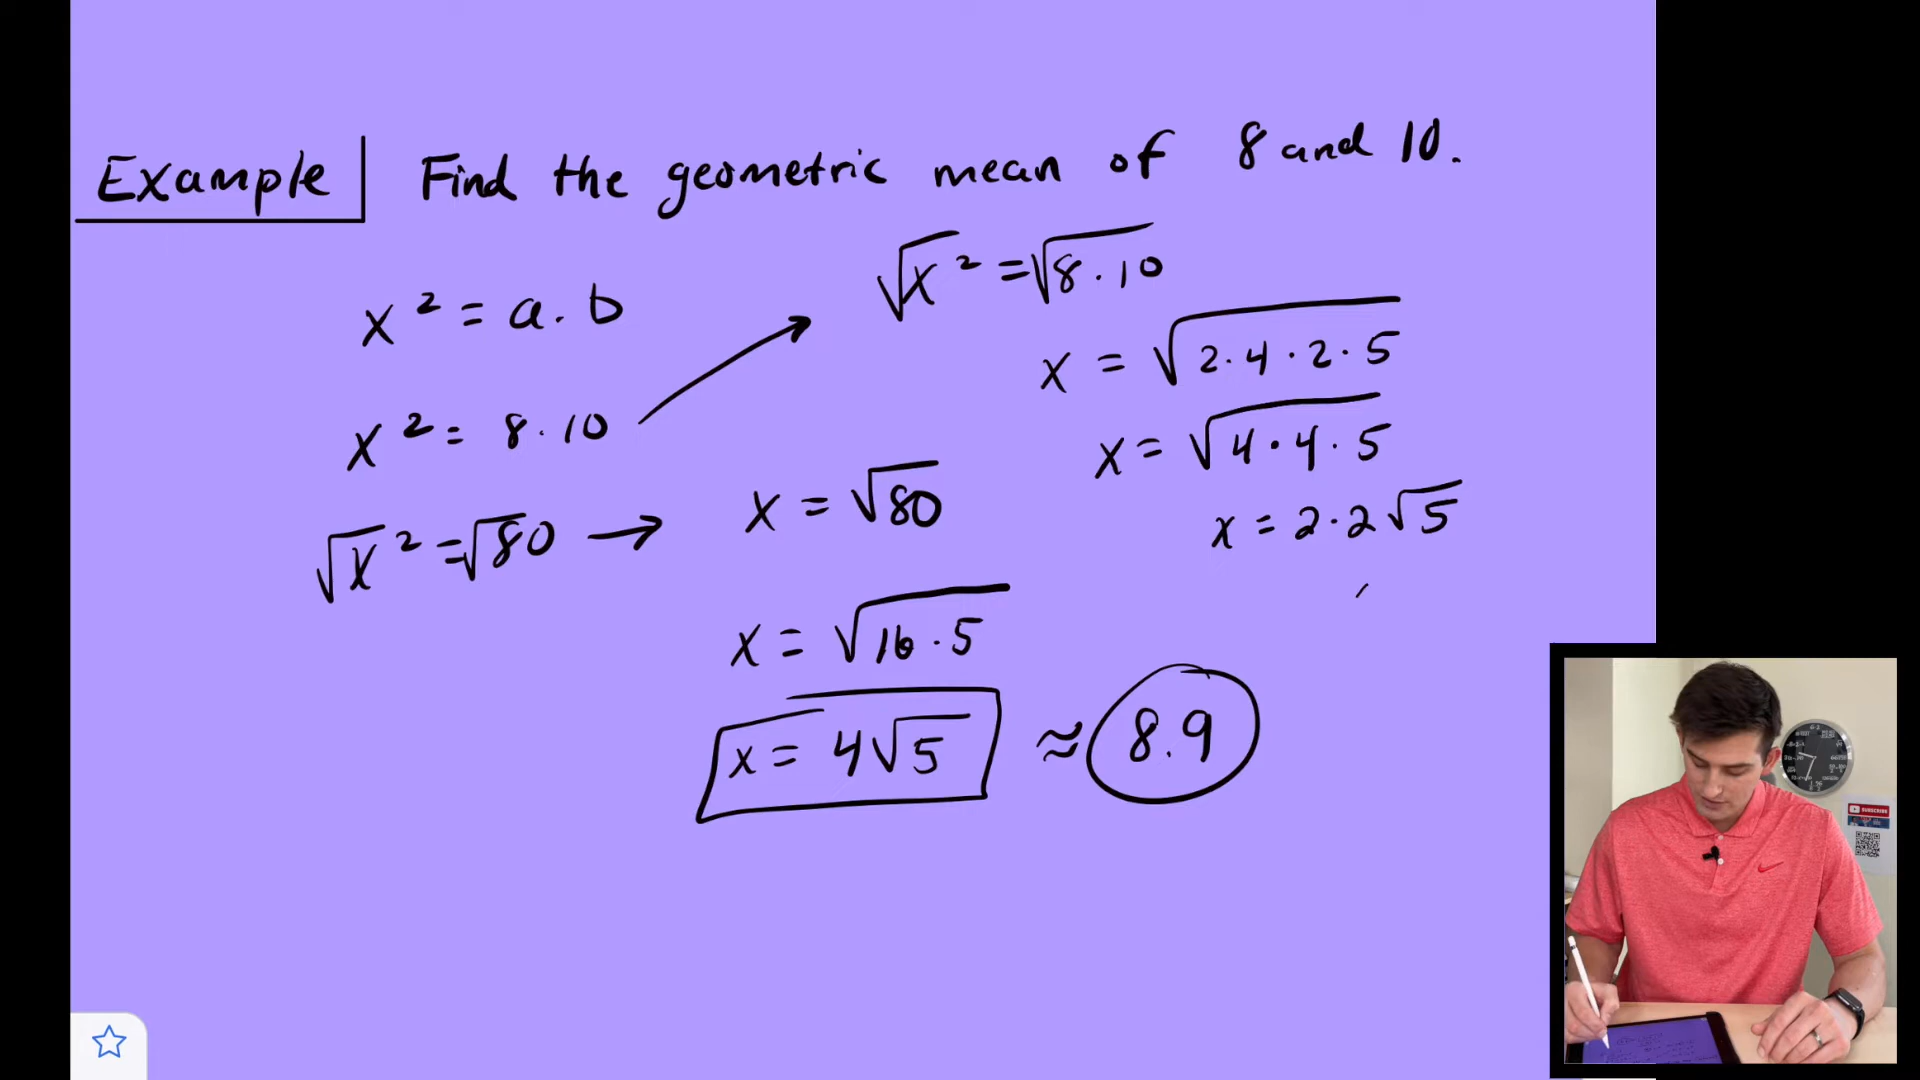 Example Find the geometric mean of 8 and 10.
x² = a · b
x² = 8 · 10
√x² = √80 →
x = √80
x = √16 · 5
x = 4√5 ≈ 8.9
√x² = √8 · 10
x = √2 · 4 · 2 · 5
x = √4 · 4 · 5
x = 2 · 2√5
SUBSCRIBE